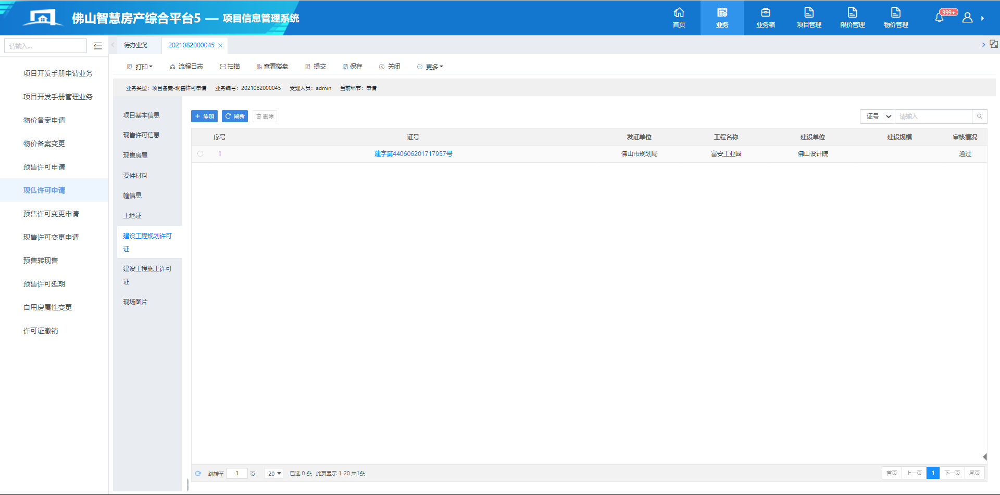 佛山智慧房产综合平台5 — 项目信息管理系统
首页
业务
业务箱
项目管理
限价管理
物价管理
999+
请输入...
待办业务
2021082000045
打印
流程日志
扫描
查看楼盘
提交
保存
关闭
更多
业务类型：项目备案-现售许可申请 业务编号：2021082000045 受理人员：admin 当前环节：申请
项目开发手册申请业务
项目开发手册管理业务
物价备案申请
物价备案变更
预售许可申请
现售许可申请
预售许可变更申请
现售许可变更申请
预售转现售
预售许可延期
自用房属性变更
许可证撤销
项目基本信息
现售许可信息
现售房屋
要件材料
幢信息
土地证
建设工程规划许可
证
建设工程施工许可
证
现场图片
添加
刷新
删除
证号
请输入
序号 证号 发证单位 工程名称 建设单位 建设规模 审核情况
1 建字第440606201717957号 佛山市规划局 富安工业园 佛山设计院 通过
跳转至 1 页 20 已选 0 条 此页显示 1-20 共1条
首页 上一页 1 下一页 尾页